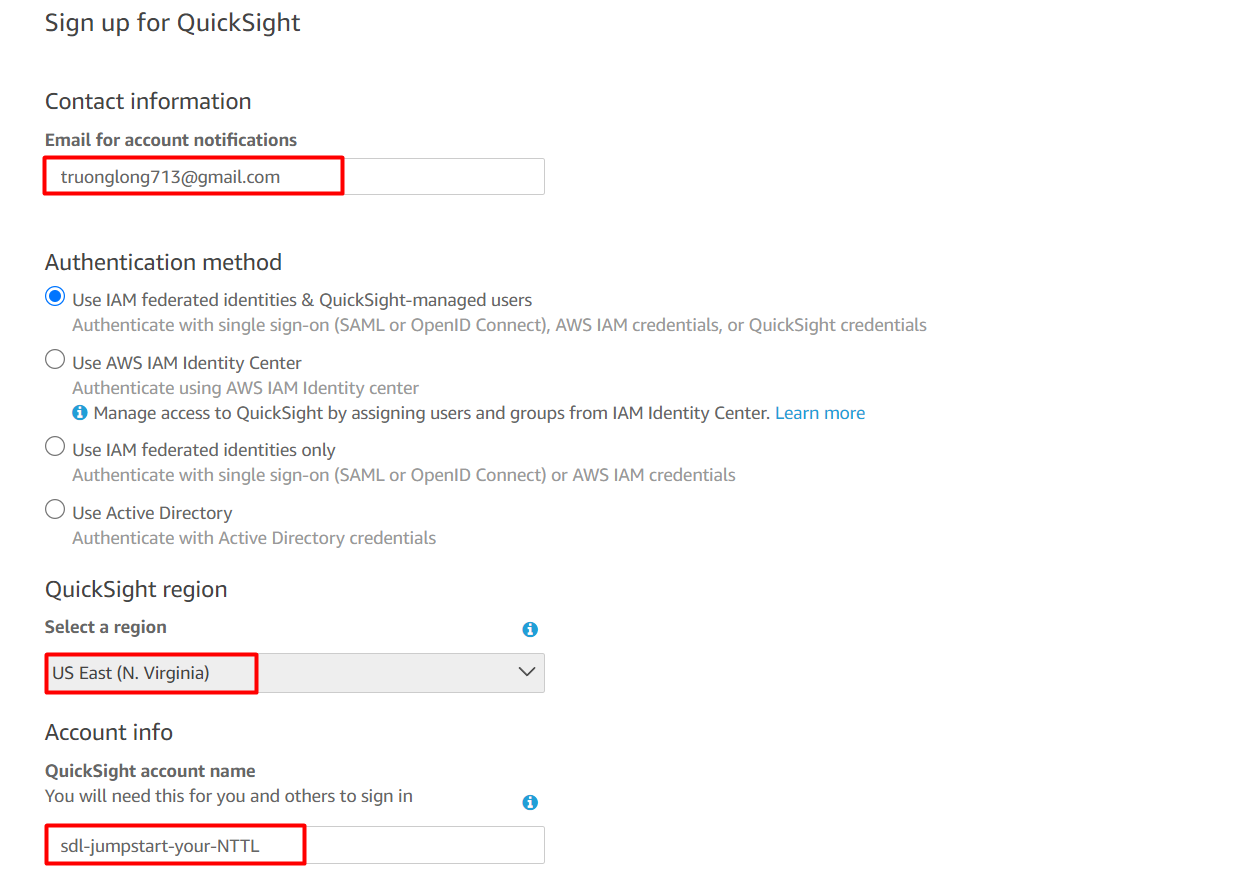 Sign up for QuickSight
Contact information
Email for account notifications
truonglong713@gmail.com
Authentication method
Use IAM federated identities & QuickSight-managed users
Authenticate with single sign-on (SAML or OpenID Connect), AWS IAM credentials, or QuickSight credentials
Use AWS IAM Identity Center
Authenticate using AWS IAM Identity center
Manage access to QuickSight by assigning users and groups from IAM Identity Center. Learn more
Use IAM federated identities only
Authenticate with single sign-on (SAML or OpenID Connect) or AWS IAM credentials
Use Active Directory
Authenticate with Active Directory credentials
QuickSight region
Select a region
US East (N. Virginia)
Account info
QuickSight account name
You will need this for you and others to sign in
sdl-jumpstart-your-NTTL